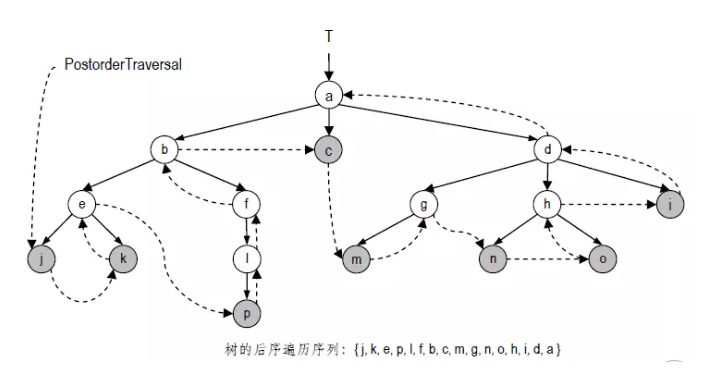 T
PostorderTraversal
a
b
c
d
e
f
g
h
i
j
k
l
m
n
o
p
树的后序遍历序列：{j, k, e, p, l, f, b, c, m, g, n, o, h, i, d, a}